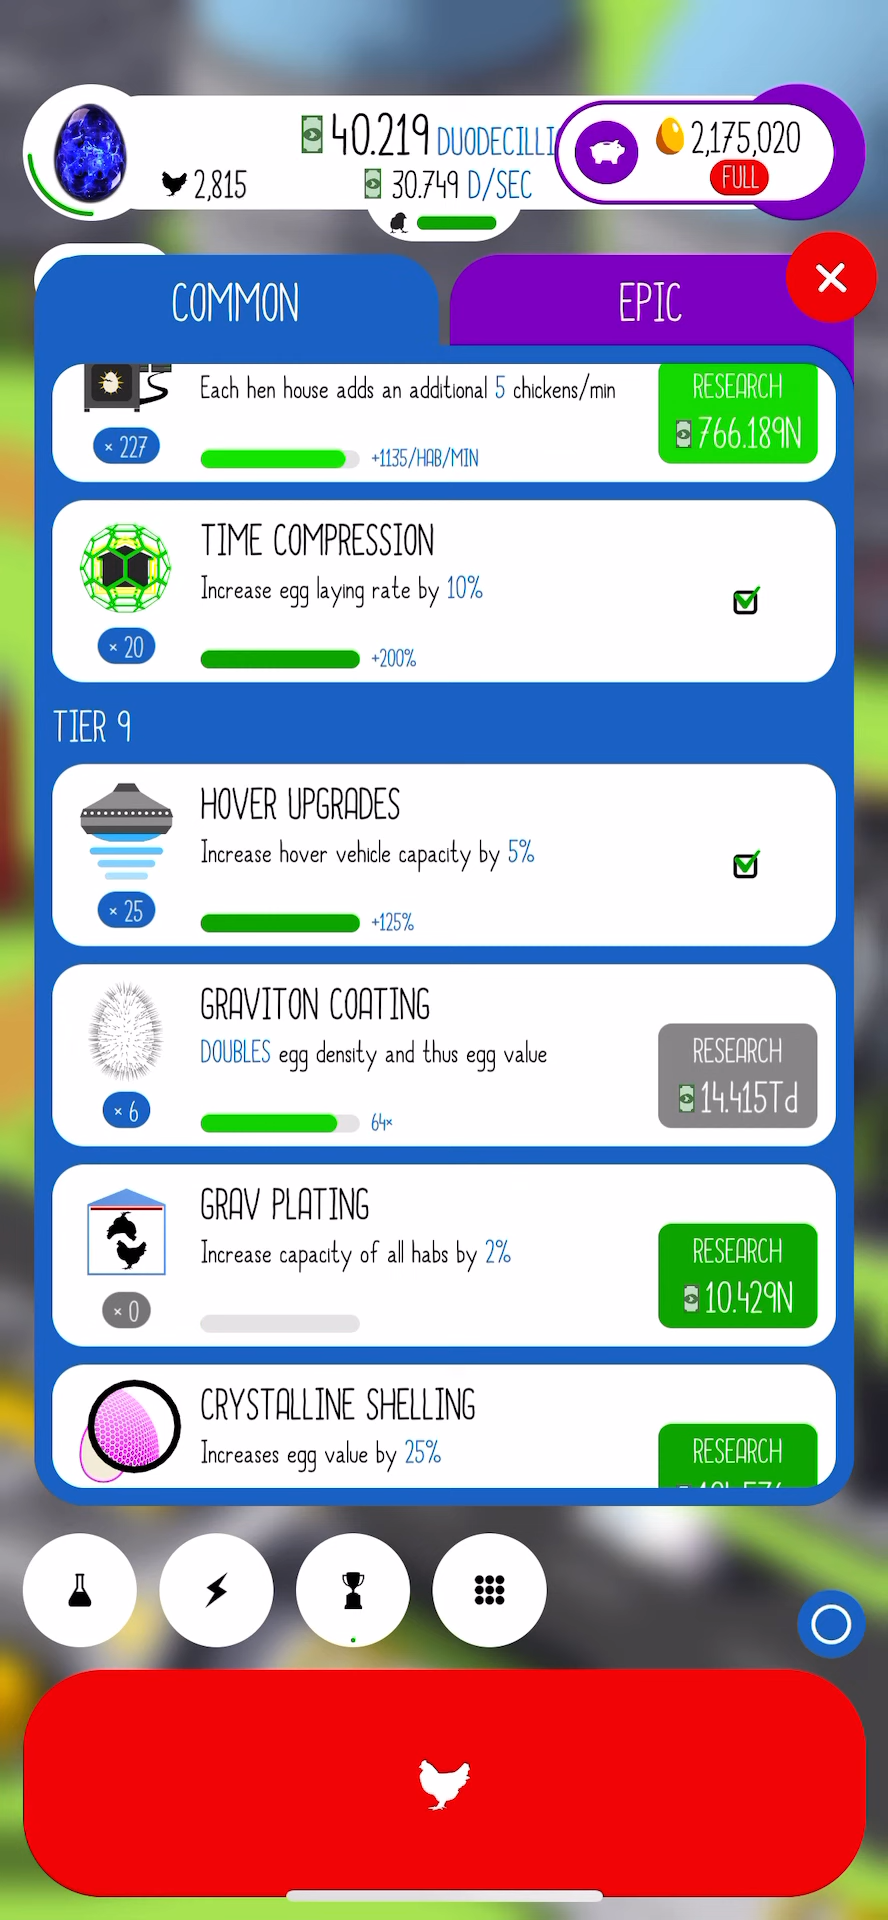 40.219 DUODECILLI
2,815
30.749 D/SEC
2,175,020
FULL
COMMON
EPIC
Each hen house adds an additional 5 chickens/min
RESEARCH
766.189N
× 227
+1135/HAB/MIN
TIME COMPRESSION
Increase egg laying rate by 10%
× 20
+200%
TIER 9
HOVER UPGRADES
Increase hover vehicle capacity by 5%
× 25
+125%
GRAVITON COATING
DOUBLES egg density and thus egg value
RESEARCH
14.415Td
× 6
64×
GRAV PLATING
Increase capacity of all habs by 2%
RESEARCH
10.429N
× 0
CRYSTALLINE SHELLING
Increases egg value by 25%
RESEARCH